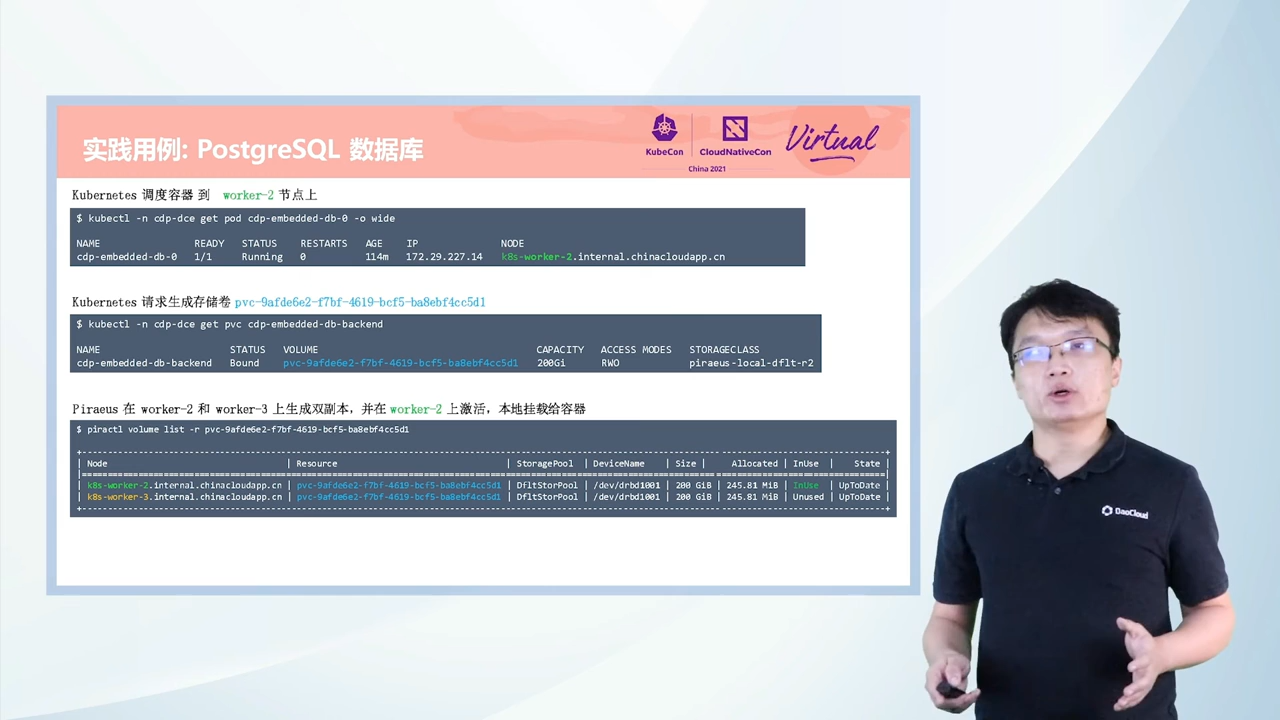 实践用例: PostgreSQL 数据库
KubeCon
CloudNativeCon
China 2021
Virtual
Kubernetes 调度容器 到 worker-2 节点上
$ kubectl -n cdp-dce get pod cdp-embedded-db-0 -o wide
NAME READY STATUS RESTARTS AGE IP NODE
cdp-embedded-db-0 1/1 Running 0 114m 172.29.227.14 k8s-worker-2.internal.chinacloudapp.cn
Kubernetes 请求生成存储卷 pvc-9afde6e2-f7bf-4619-bcf5-ba8ebf4cc5d1
$ kubectl -n cdp-dce get pvc cdp-embedded-db-backend
NAME STATUS VOLUME CAPACITY ACCESS MODES STORAGECLASS
cdp-embedded-db-backend Bound pvc-9afde6e2-f7bf-4619-bcf5-ba8ebf4cc5d1 200Gi RWO piraeus-local-dflt-r2
Piraeus 在 worker-2 和 worker-3 上生成双副本，并在 worker-2 上激活，本地挂载给容器
$ piractl volume list -r pvc-9afde6e2-f7bf-4619-bcf5-ba8ebf4cc5d1
| Node | Resource | StoragePool | DeviceName | Size | Allocated | InUse | State |
| k8s-worker-2.internal.chinacloudapp.cn | pvc-9afde6e2-f7bf-4619-bcf5-ba8ebf4cc5d1 | DfltStorPool | /dev/drbd1001 | 200 GiB | 245.81 MiB | InUse | UpToDate |
| k8s-worker-3.internal.chinacloudapp.cn | pvc-9afde6e2-f7bf-4619-bcf5-ba8ebf4cc5d1 | DfltStorPool | /dev/drbd1001 | 200 GiB | 245.81 MiB | Unused | UpToDate |
DaoCloud